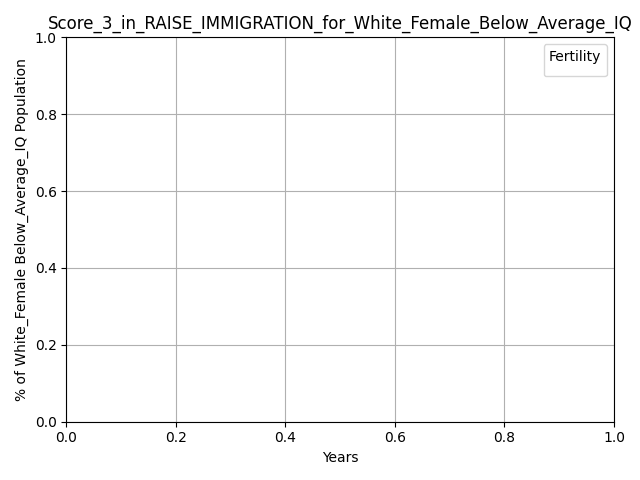 Score_3_in_RAISE_IMMIGRATION_for_White_Female_Below_Average_IQ
Fertility
% of White_Female Below_Average_IQ Population
1.0
0.8
0.6
0.4
0.2
0.0
0.0 0.2 0.4 0.6 0.8 1.0
Years